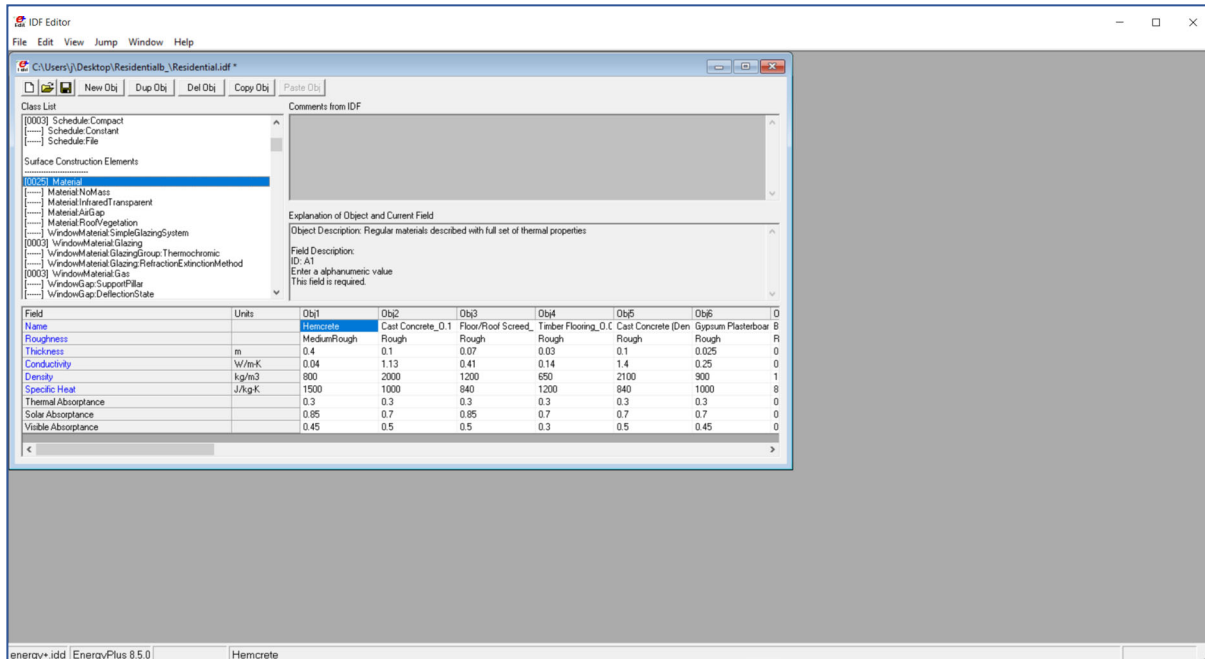 IDF Editor
File Edit View Jump Window Help
C:\Users\j\Desktop\Residentialb_\Residential.idf *
New Obj Dup Obj Del Obj Copy Obj Paste Obj
Class List
[0003] Schedule:Compact
[------] Schedule:Constant
[------] Schedule:File
Surface Construction Elements
--------------------------
[0025] Material
[------] Material:NoMass
[------] Material:InfraredTransparent
[------] Material:AirGap
[------] Material:RoofVegetation
[------] WindowMaterial:SimpleGlazingSystem
[0003] WindowMaterial:Glazing
[------] WindowMaterial:GlazingGroup:Thermochromic
[------] WindowMaterial:Glazing:RefractionExtinctionMethod
[0003] WindowMaterial:Gas
[------] WindowGap:SupportPillar
[------] WindowGap:DeflectionState
Comments from IDF
Explanation of Object and Current Field
Object Description: Regular materials described with full set of thermal properties
Field Description:
ID: A1
Enter a alphanumeric value
This field is required.
Field Units Obj1 Obj2 Obj3 Obj4 Obj5 Obj6 O
Name Hemcrete Cast Concrete_0.1 Floor/Roof Screed_ Timber Flooring_0.0 Cast Concrete (Den Gypsum Plasterboar B
Roughness MediumRough Rough Rough Rough Rough Rough R
Thickness m 0.4 0.1 0.07 0.03 0.1 0.025 0
Conductivity W/m-K 0.04 1.13 0.41 0.14 1.4 0.25 0
Density kg/m3 800 2000 1200 650 2100 900 1
Specific Heat J/kg-K 1500 1000 840 1200 840 1000 8
Thermal Absorptance 0.3 0.3 0.3 0.3 0.3 0.3 0
Solar Absorptance 0.85 0.7 0.85 0.7 0.7 0.7 0
Visible Absorptance 0.45 0.5 0.5 0.3 0.5 0.45 0
energy+.idd EnergyPlus 8.5.0 Hemcrete